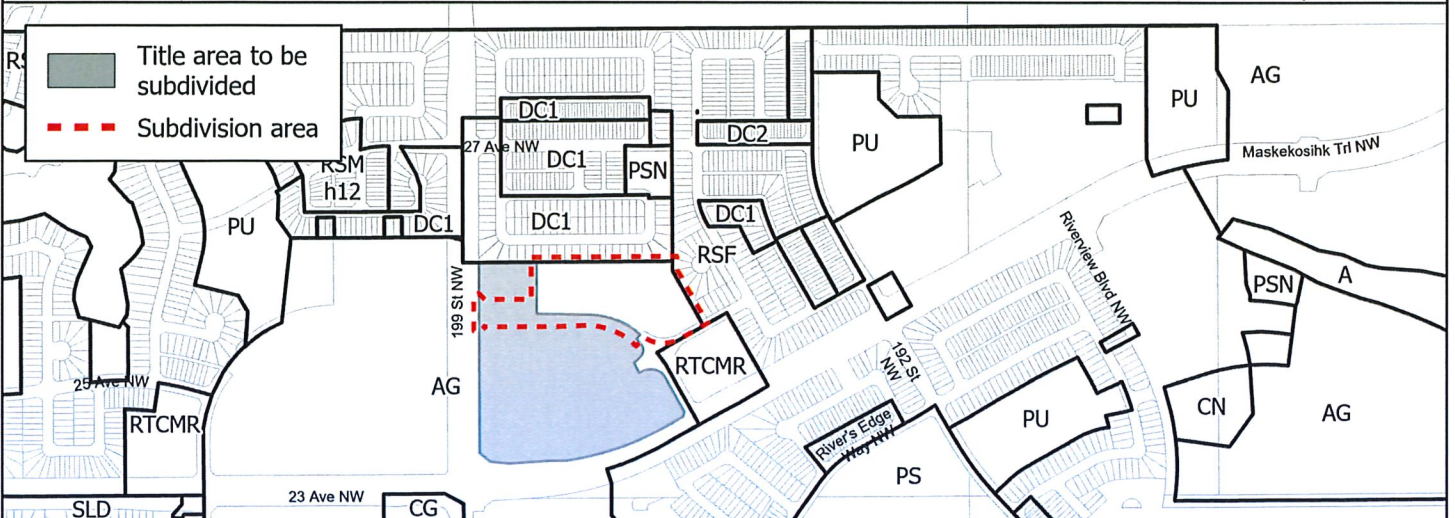 Title area to be
subdivided
Subdivision area
DC1
DC2
27 Ave NW
DC1
PSN
RSM
h12
DC1
PU
DC1
DC1
RSF
PU
PU
AG
Maskekosihk Trl NW
Riverview Blvd NW
PSN
A
199 St NW
AG
25 Ave NW
RTCMR
RTCMR
192 St
NW
River's Edge
Way NW
PU
CN
AG
PS
23 Ave NW
SLD
CG